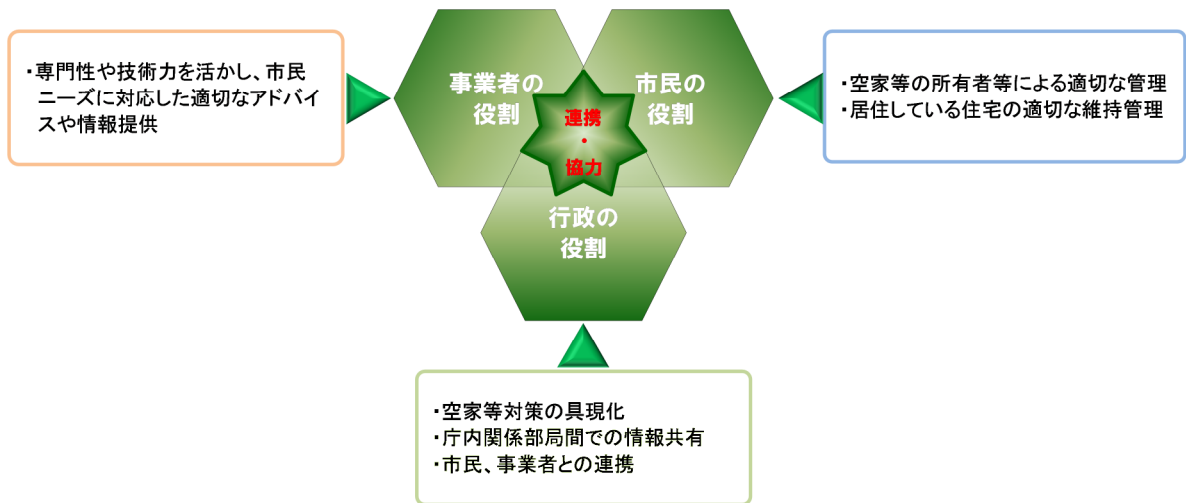 ・専門性や技術力を活かし、市民
ニーズに対応した適切なアドバイ
スや情報提供
事業者の
役割
市民の
役割
連携
・
協力
・空家等の所有者等による適切な管理
・居住している住宅の適切な維持管理
行政の
役割
・空家等対策の具現化
・庁内関係部局間での情報共有
・市民、事業者との連携